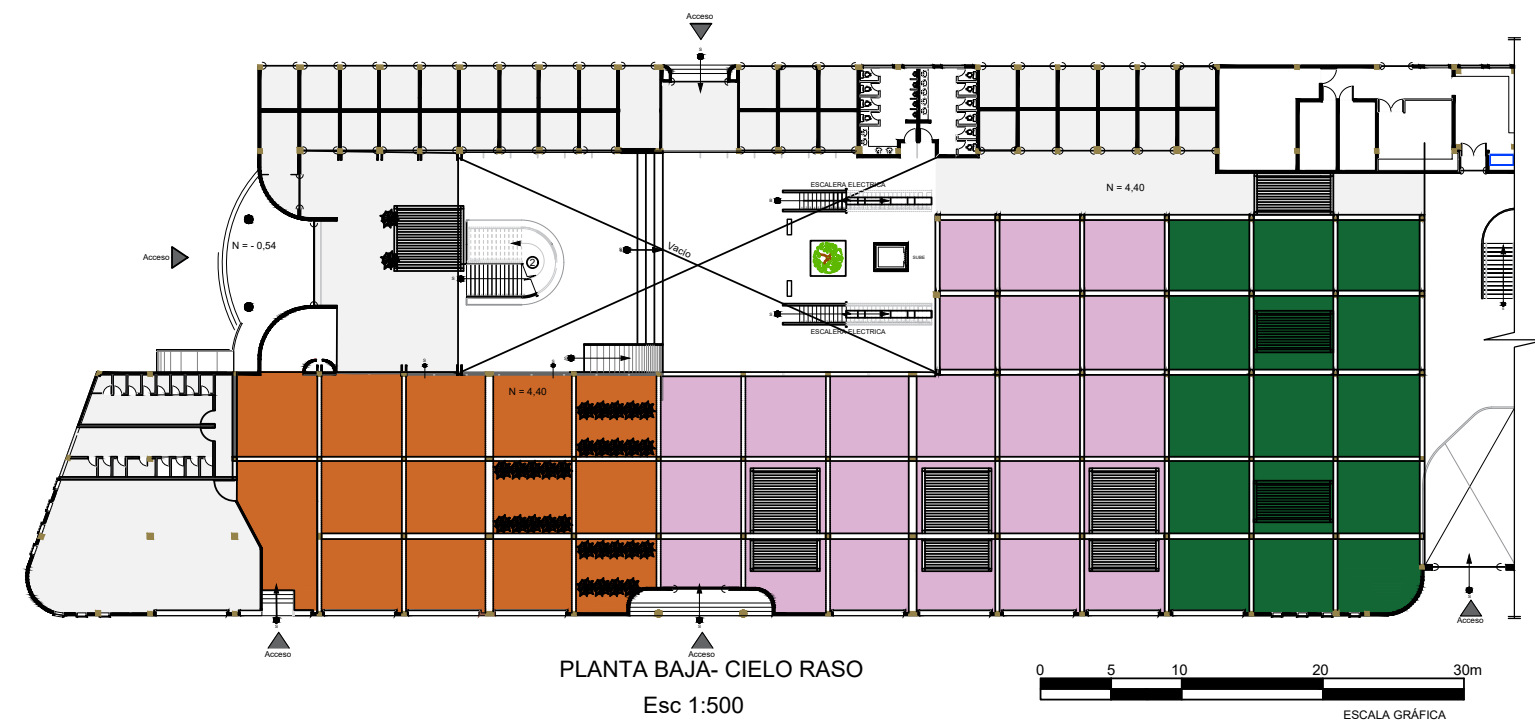 Acceso
S
ESCALERA ELECTRICA
N = 4,40
S
N = - 0,54
Acceso
Vacío
S
2
SUBE
S
S
S
ESCALERA ELECTRICA
S
S
S
S
N = 4,40
S
S
S
S
Acceso
Acceso
Acceso
PLANTA BAJA- CIELO RASO
Esc 1:500
0 5 10 20 30m
ESCALA GRÁFICA